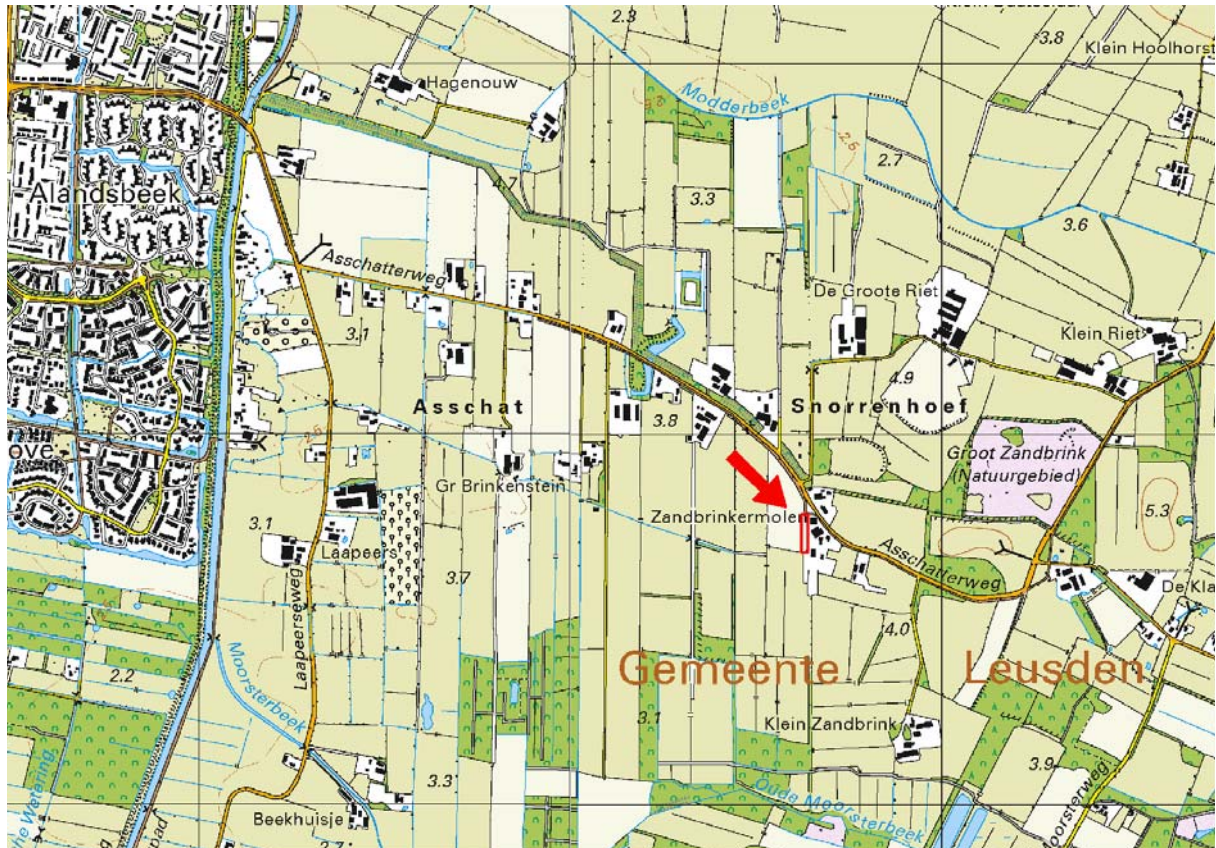 2.3
3.8
Klein Hoolhorst
Hagenouw
Modderbeek
2.5
2.7
4.7
3.3
3.6
Alandsbeek
Asschatterweg
De Groote Riet
Klein Riet
3.1
4.9
Asschat
3.8
Snorrenhoef
Groot Zandbrink
(Natuurgebied)
Gr Brinkenstein
Zandbrinkermolen
5.3
3.1
Laapeers
Asschatterweg
3.7
De Kla
4.0
Laapeerseweg
Gemeente Leusden
Moorsterbeek
2.2
3.1
Klein Zandbrink
3.3
3.9
Oude Moorsterbeek
Moorsterweg
Beekhuisje